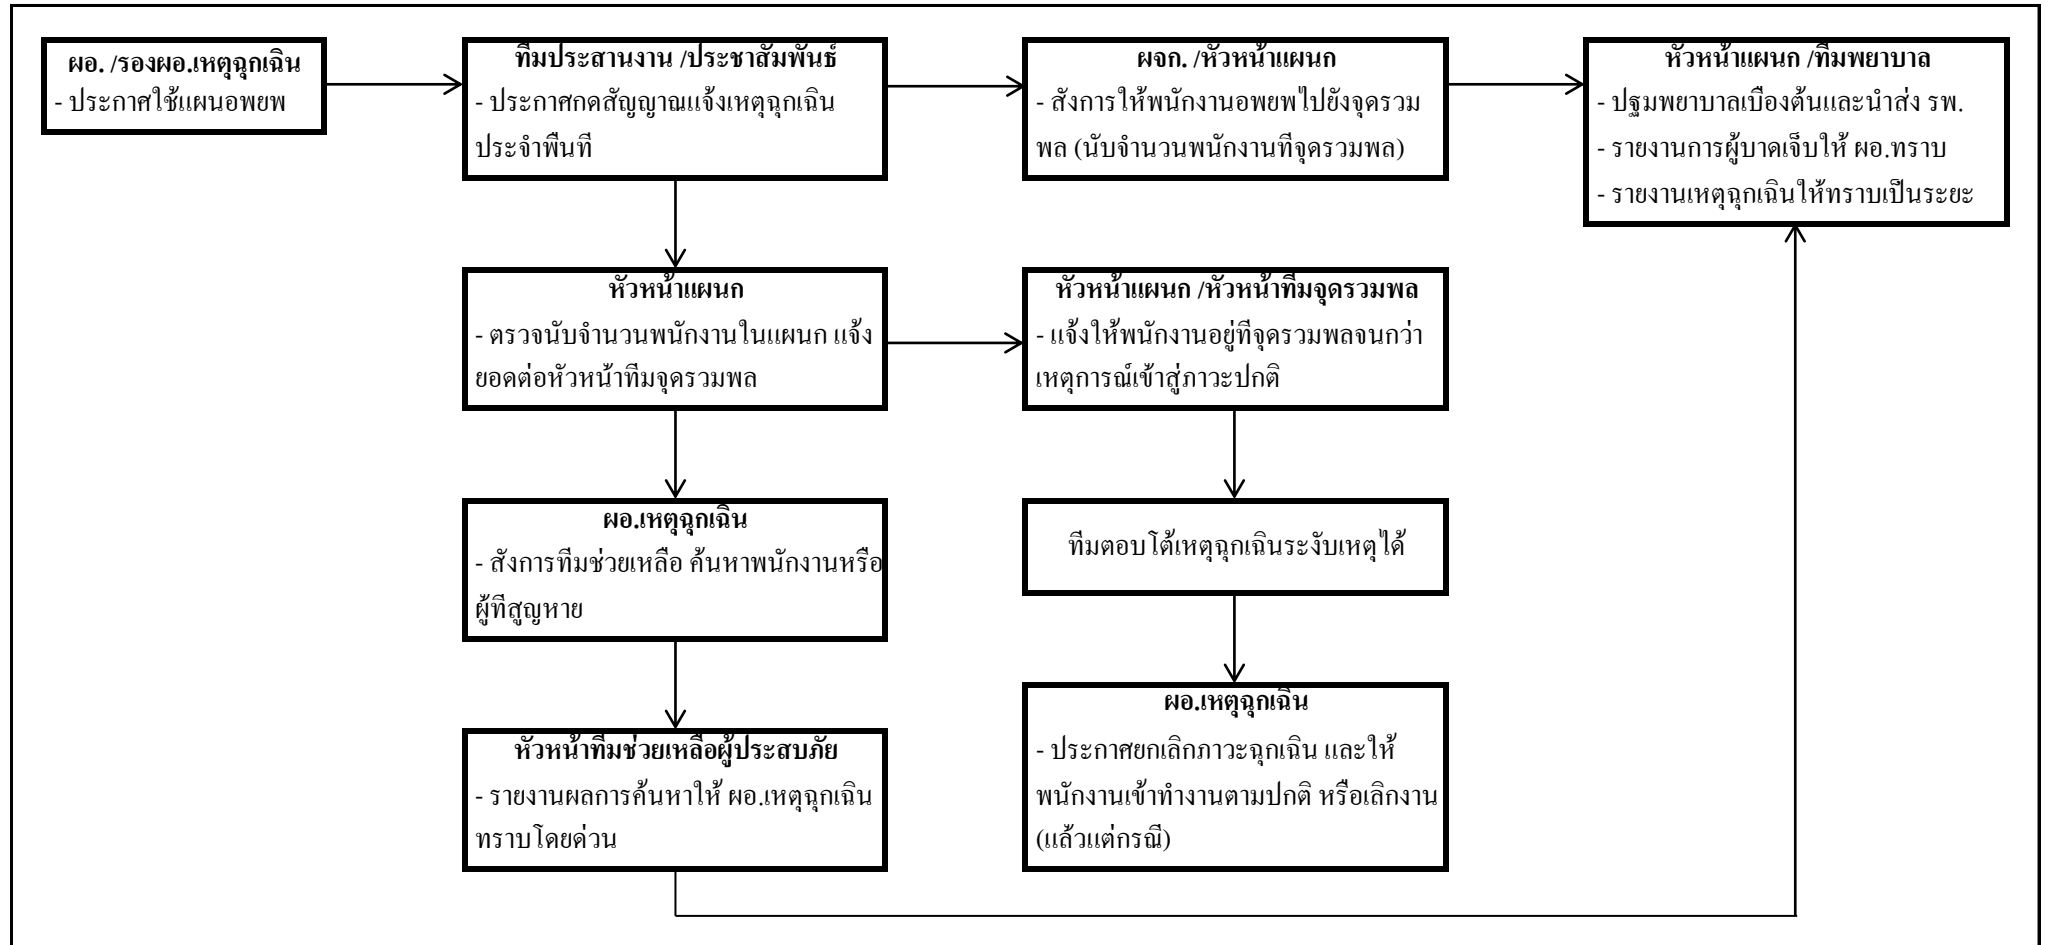 ผอ. /รองผอ.เหตุฉุกเฉิน
- ประกาศใช้แผนอพยพ
ทีมประสานงาน /ประชาสัมพันธ์
- ประกาศกดสัญญาณแจ้งเหตุฉุกเฉิน
ประจำพื้นที่
ผจก. /หัวหน้าแผนก
- สั่งการให้พนักงานอพยพไปยังจุดรวม
พล (นับจำนวนพนักงานที่จุดรวมพล)
หัวหน้าแผนก /ทีมพยาบาล
- ปฐมพยาบาลเบื้องต้นและนำส่ง รพ.
- รายงานการผู้บาดเจ็บให้ ผอ.ทราบ
- รายงานเหตุฉุกเฉินให้ทราบเป็นระยะ
หัวหน้าแผนก
- ตรวจนับจำนวนพนักงานในแผนก แจ้ง
ยอดต่อหัวหน้าทีมจุดรวมพล
หัวหน้าแผนก /หัวหน้าทีมจุดรวมพล
- แจ้งให้พนักงานอยู่ที่จุดรวมพลจนกว่า
เหตุการณ์เข้าสู่ภาวะปกติ
ผอ.เหตุฉุกเฉิน
- สั่งการทีมช่วยเหลือ ค้นหาพนักงานหรือ
ผู้ที่สูญหาย
ทีมตอบโต้เหตุฉุกเฉินระงับเหตุได้
หัวหน้าทีมช่วยเหลือผู้ประสบภัย
- รายงานผลการค้นหาให้ ผอ.เหตุฉุกเฉิน
ทราบโดยด่วน
ผอ.เหตุฉุกเฉิน
- ประกาศยกเลิกภาวะฉุกเฉิน และให้
พนักงานเข้าทำงานตามปกติ หรือเลิกงาน
(แล้วแต่กรณี)